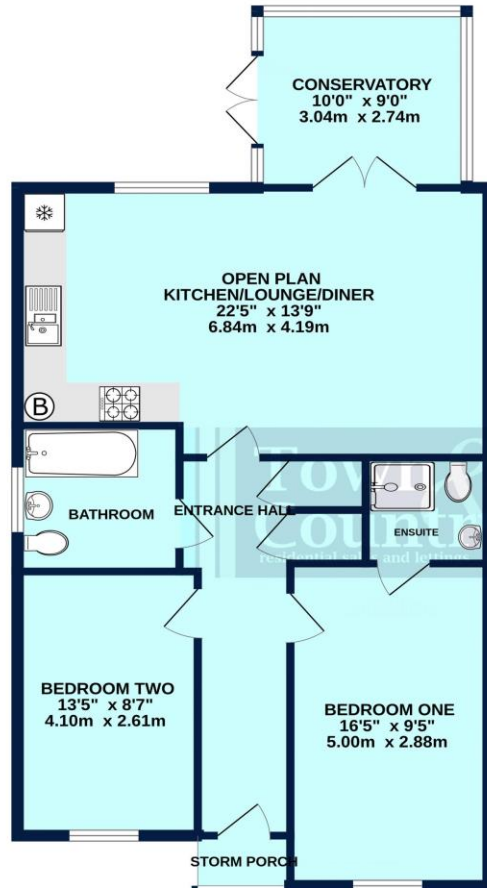 CONSERVATORY
10'0" x 9'0"
3.04m x 2.74m
OPEN PLAN
KITCHEN/LOUNGE/DINER
22'5" x 13'9"
6.84m x 4.19m
B
Town &
Country
residential sales and lettings
BATHROOM
ENTRANCE HALL
ENSUITE
BEDROOM TWO
13'5" x 8'7"
4.10m x 2.61m
BEDROOM ONE
16'5" x 9'5"
5.00m x 2.88m
STORM PORCH